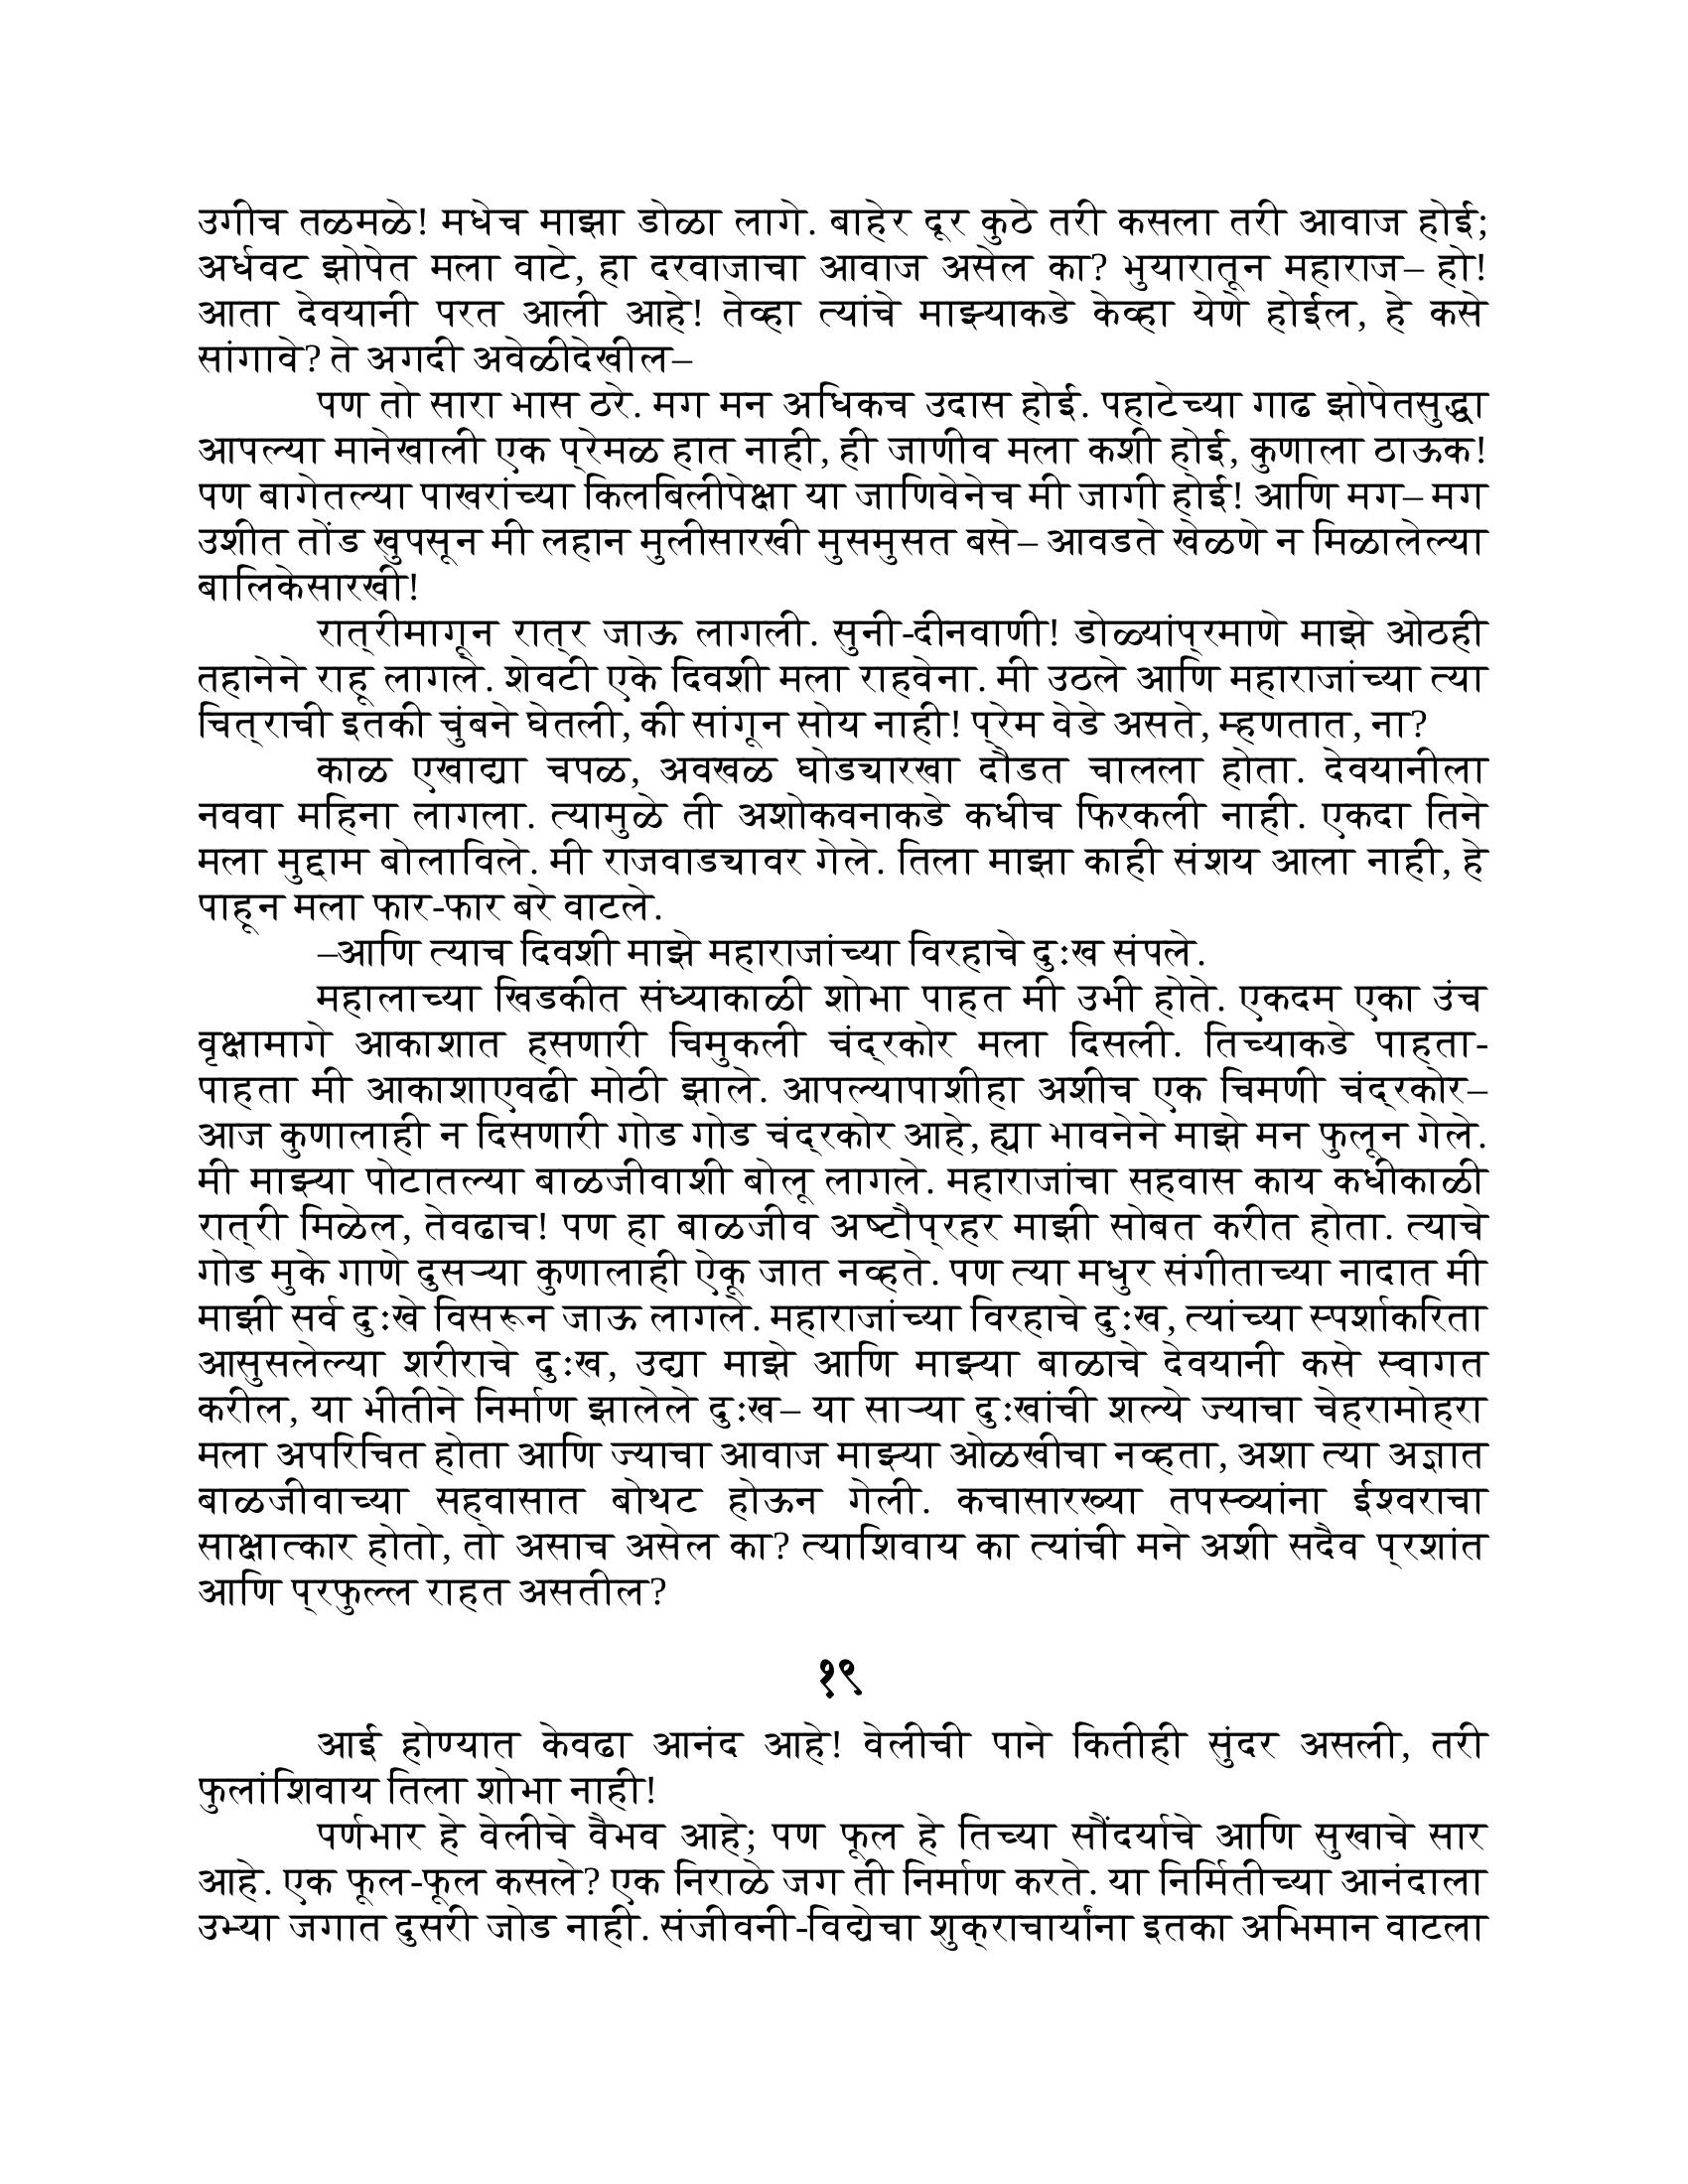 उगीच तळमळे! मधेच माझा डोळा लागे. बाहेर दूर कुठे तरी कसला तरी आवाज होई;
अर्धवट झोपेत मला वाटे, हा दरवाजाचा आवाज असेल का? भुयारातून महाराज– हो!
आता देवयानी परत आली आहे! तेव्हा त्यांचे माझ्याकडे केव्हा येणे होईल, हे कसे
सांगावे? ते अगदी अवेळीदेखील–
पण तो सारा भास ठरे. मग मन अधिकच उदास होई. पहाटेच्या गाढ झोपेतसुद्धा
आपल्या मानेखाली एक प्रेमळ हात नाही, ही जाणीव मला कशी होई, कुणाला ठाऊक!
पण बागेतल्या पाखरांच्या किलबिलीपेक्षा या जाणिवेनेच मी जागी होई! आणि मग– मग
उशीत तोंड खुपसून मी लहान मुलीसारखी मुसमुसत बसे– आवडते खेळणे न मिळालेल्या
बालिकेसारखी!
रात्रीमागून रात्र जाऊ लागली. सुनी-दीनवाणी! डोळ्यांप्रमाणे माझे ओठही
तहानेने राहू लागले. शेवटी एके दिवशी मला राहवेना. मी उठले आणि महाराजांच्या त्या
चित्राची इतकी चुंबने घेतली, की सांगून सोय नाही! प्रेम वेडे असते, म्हणतात, ना?
काळ एखाद्या चपळ, अवखळ घोड्यारखा दौडत चालला होता. देवयानीला
नववा महिना लागला. त्यामुळे ती अशोकवनाकडे कधीच फिरकली नाही. एकदा तिने
मला मुद्दाम बोलाविले. मी राजवाड्यावर गेले. तिला माझा काही संशय आला नाही, हे
पाहून मला फार-फार बरे वाटले.
–आणि त्याच दिवशी माझे महाराजांच्या विरहाचे दुःख संपले.
महालाच्या खिडकीत संध्याकाळी शोभा पाहत मी उभी होते. एकदम एका उंच
वृक्षामागे आकाशात हसणारी चिमुकली चंद्रकोर मला दिसली. तिच्याकडे पाहता-
पाहता मी आकाशाएवढी मोठी झाले. आपल्यापाशीहा अशीच एक चिमणी चंद्रकोर–
आज कुणालाही न दिसणारी गोड गोड चंद्रकोर आहे, ह्या भावनेने माझे मन फुलून गेले.
मी माझ्या पोटातल्या बाळजीवाशी बोलू लागले. महाराजांचा सहवास काय कधीकाळी
रात्री मिळेल, तेवढाच! पण हा बाळजीव अष्टौप्रहर माझी सोबत करीत होता. त्याचे
गोड मुके गाणे दुसऱ्या कुणालाही ऐकू जात नव्हते. पण त्या मधुर संगीताच्या नादात मी
माझी सर्व दुःखे विसरून जाऊ लागले. महाराजांच्या विरहाचे दुःख, त्यांच्या स्पर्शाकरिता
आसुसलेल्या शरीराचे दुःख, उद्या माझे आणि माझ्या बाळाचे देवयानी कसे स्वागत
करील, या भीतीने निर्माण झालेले दुःख– या साऱ्या दुःखांची शल्ये ज्याचा चेहरामोहरा
मला अपरिचित होता आणि ज्याचा आवाज माझ्या ओळखीचा नव्हता, अशा त्या अज्ञात
बाळजीवाच्या सहवासात बोथट होऊन गेली. कचासारख्या तपस्व्यांना ईश्वराचा
साक्षात्कार होतो, तो असाच असेल का? त्याशिवाय का त्यांची मने अशी सदैव प्रशांत
आणि प्रफुल्ल राहत असतील?
१९
आई होण्यात केवढा आनंद आहे! वेलीची पाने कितीही सुंदर असली, तरी
फुलांशिवाय तिला शोभा नाही!
पर्णभार हे वेलीचे वैभव आहे; पण फूल हे तिच्या सौंदर्याचे आणि सुखाचे सार
आहे. एक फूल-फूल कसले? एक निराळे जग ती निर्माण करते. या निर्मितीच्या आनंदाला
उभ्या जगात दुसरी जोड नाही. संजीवनी-विद्येचा शुक्राचार्यांना इतका अभिमान वाटला